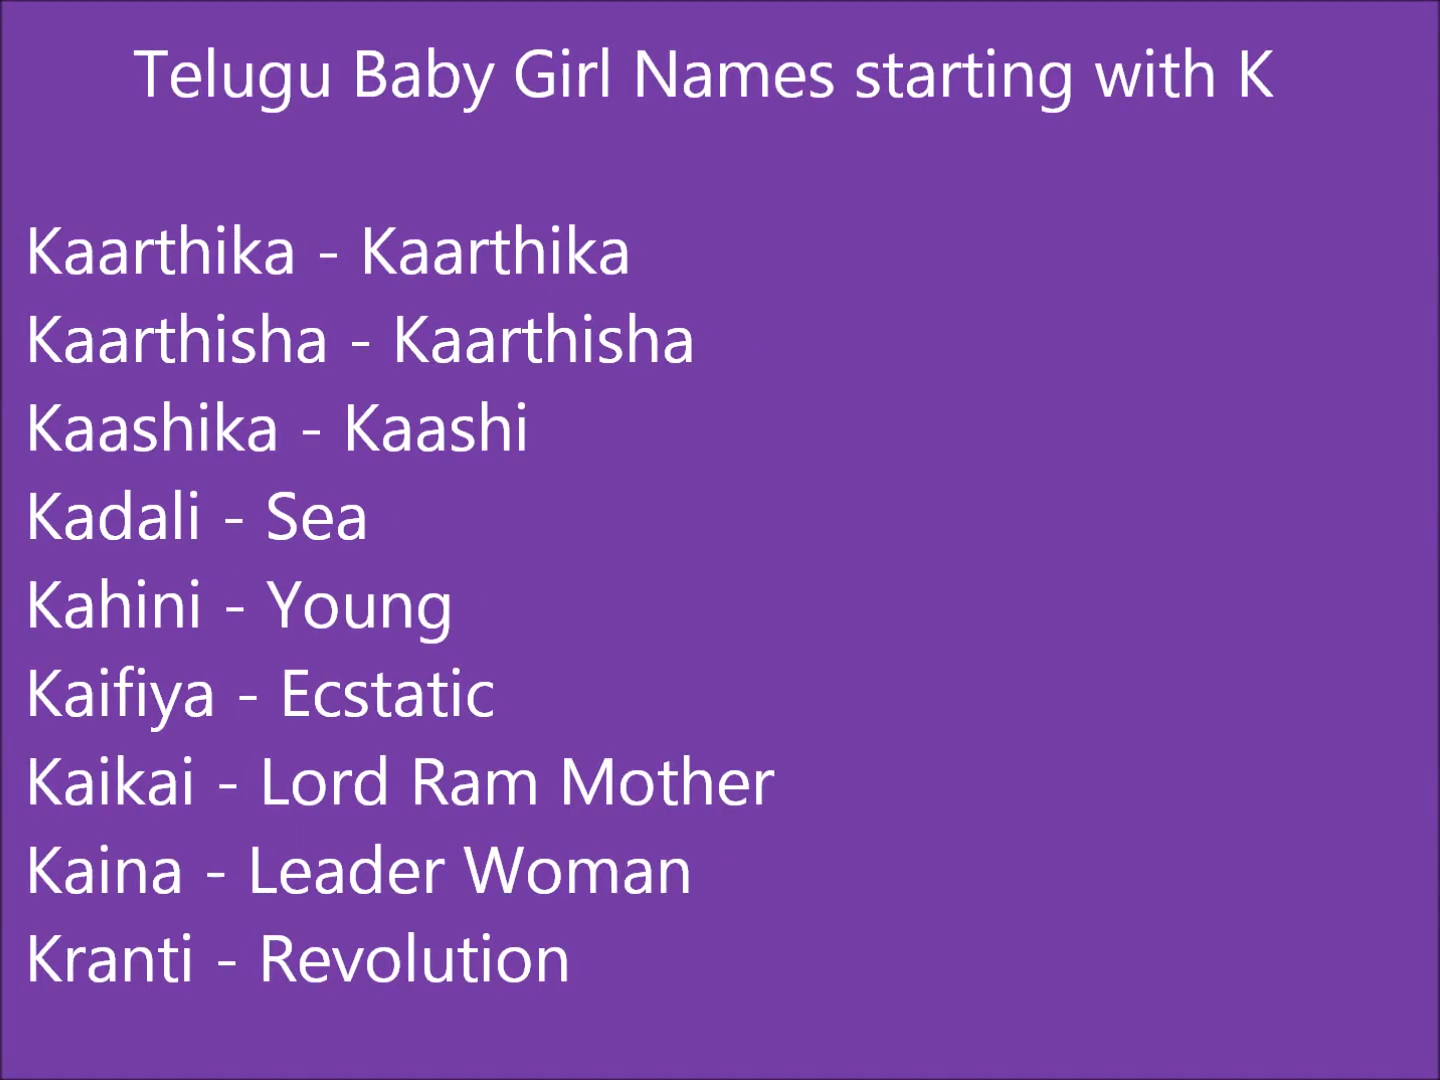 Telugu Baby Girl Names starting with K
Kaarthika - Kaarthika
Kaarthisha - Kaarthisha
Kaashika - Kaashi
Kadali - Sea
Kahini - Young
Kaifiya - Ecstatic
Kaikai - Lord Ram Mother
Kaina - Leader Woman
Kranti - Revolution